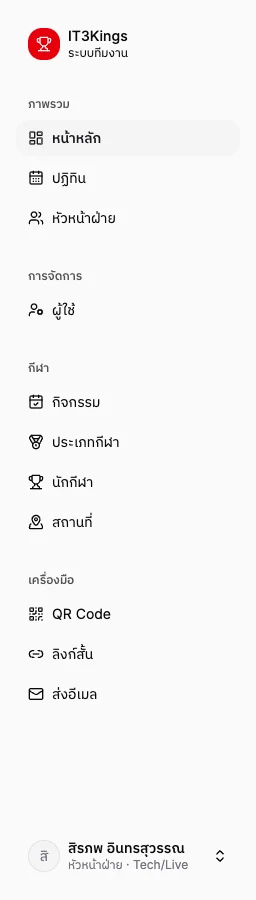 IT3Kings
ระบบทีมงาน
ภาพรวม
หน้าหลัก
ปฏิทิน
หัวหน้าฝ่าย
การจัดการ
ผู้ใช้
กีฬา
กิจกรรม
ประเภทกีฬา
นักกีฬา
สถานที่
เครื่องมือ
QR Code
ลิงก์สั้น
ส่งอีเมล
สิ
สิรภพ อินทรสุวรรณ
หัวหน้าฝ่าย · Tech/Live